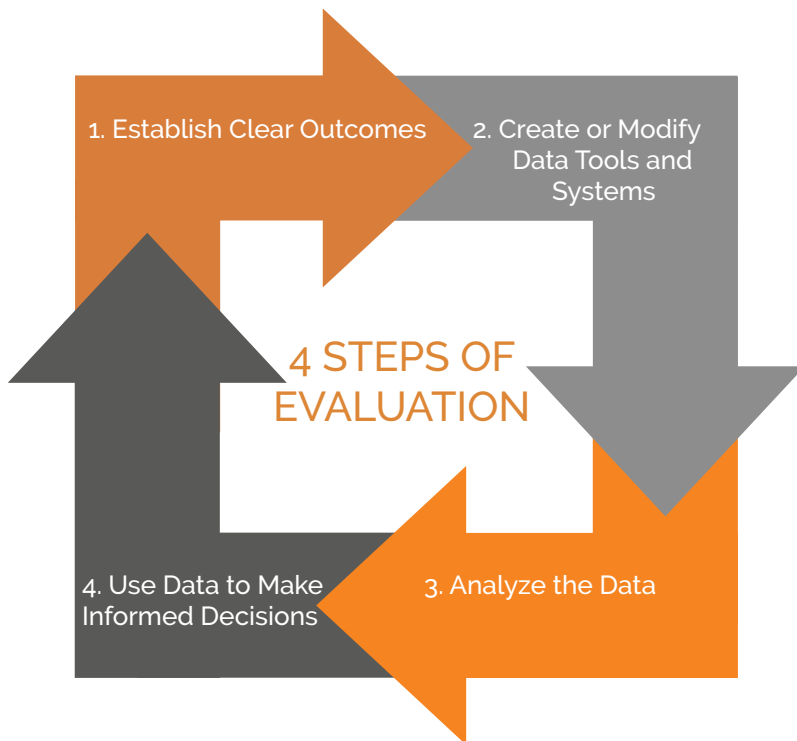 1. Establish Clear Outcomes
2. Create or Modify
Data Tools and
Systems
4 STEPS OF
EVALUATION
3. Analyze the Data
4. Use Data to Make
Informed Decisions